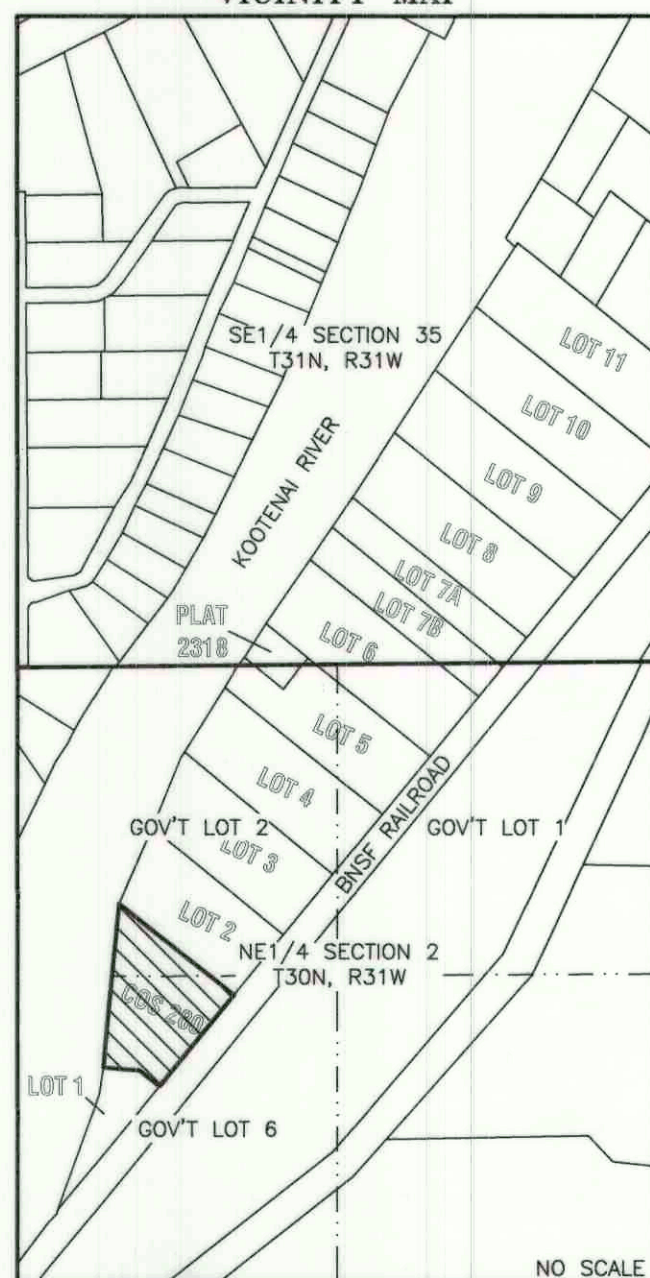 VICINITY MAP
SE1/4 SECTION 35
T31N, R31W
LOT 11
LOT 10
LOT 9
LOT 8
LOT 7A
LOT 7B
LOT 6
KOOTENAI RIVER
PLAT
2318
LOT 5
LOT 4
GOV'T LOT 2
LOT 3
BNSF RAILROAD
GOV'T LOT 1
LOT 2
NE1/4 SECTION 2
T30N, R31W
COS 280
LOT 1
GOV'T LOT 6
NO SCALE